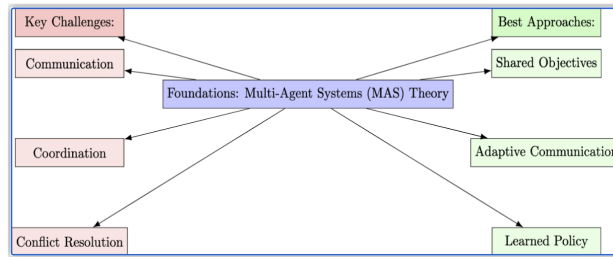 Key Challenges:
Best Approaches:
Communication
Shared Objectives
Foundations: Multi-Agent Systems (MAS) Theory
Coordination
Adaptive Communication
Conflict Resolution
Learned Policy